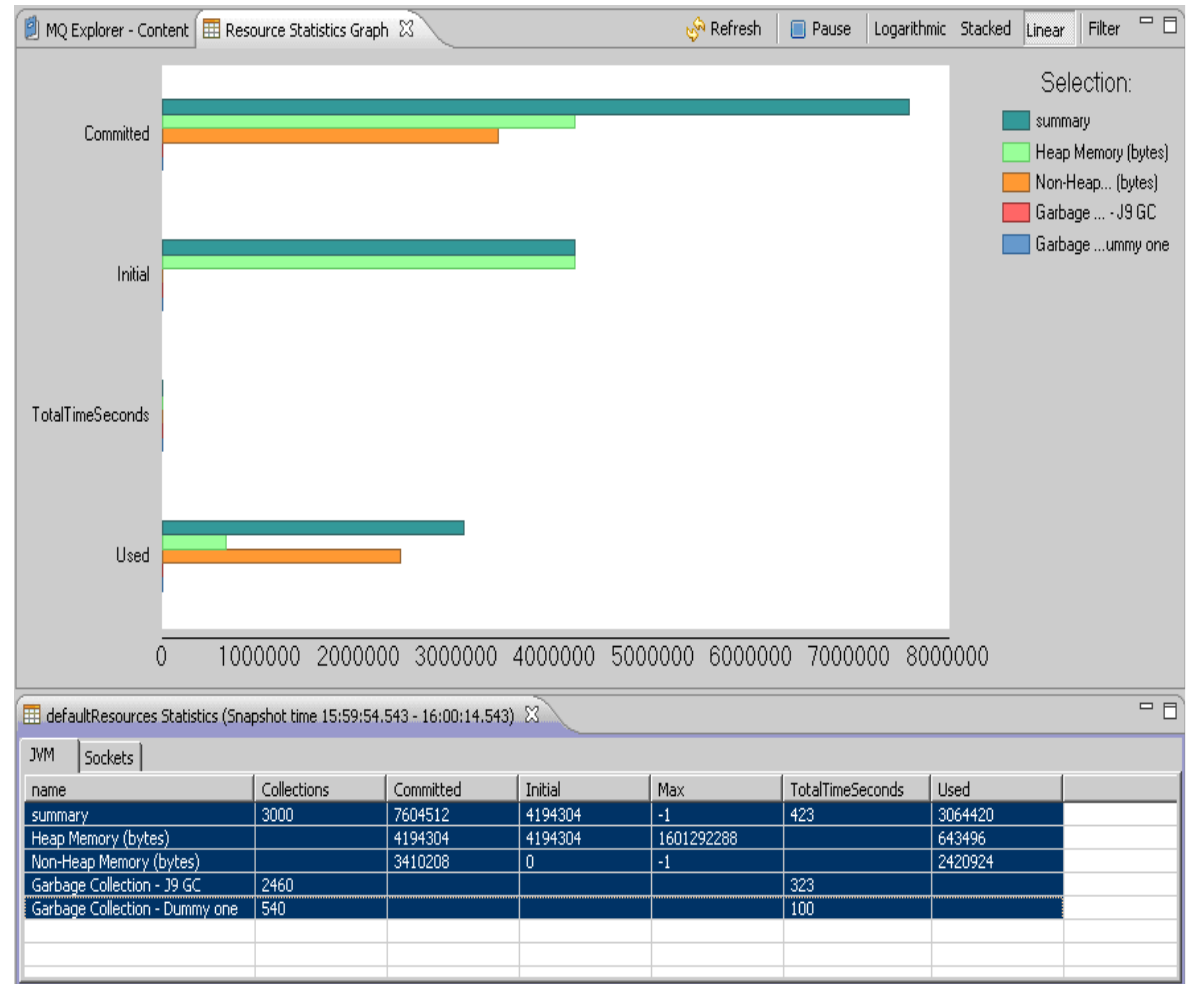 MQ Explorer - Content Resource Statistics Graph Refresh Pause Logarithmic Stacked Linear Filter
Selection:
summary
Heap Memory (bytes)
Non-Heap... (bytes)
Garbage ... - J9 GC
Garbage ...ummy one
Committed
Initial
TotalTimeSeconds
Used
0 1000000 2000000 3000000 4000000 5000000 6000000 7000000 8000000
defaultResources Statistics (Snapshot time 15:59:54.543 - 16:00:14.543)
JVM Sockets
name Collections Committed Initial Max TotalTimeSeconds Used
summary 3000 7604512 4194304 -1 423 3064420
Heap Memory (bytes) 4194304 4194304 1601292288 643496
Non-Heap Memory (bytes) 3410208 0 -1 2420924
Garbage Collection - J9 GC 2460 323
Garbage Collection - Dummy one 540 100